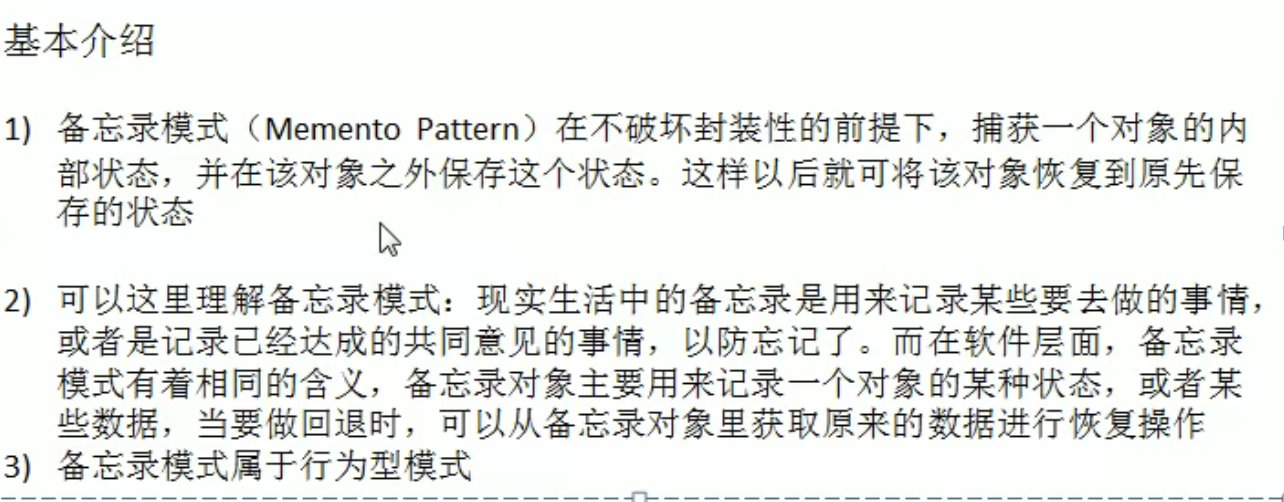 基本介绍
1) 备忘录模式（Memento Pattern）在不破坏封装性的前提下，捕获一个对象的内
部状态，并在该对象之外保存这个状态。这样以后就可将该对象恢复到原先保
存的状态
2) 可以这里理解备忘录模式：现实生活中的备忘录是用来记录某些要去做的事情，
或者是记录已经达成的共同意见的事情，以防忘记了。而在软件层面，备忘录
模式有着相同的含义，备忘录对象主要用来记录一个对象的某种状态，或者某
些数据，当要做回退时，可以从备忘录对象里获取原来的数据进行恢复操作
3) 备忘录模式属于行为型模式